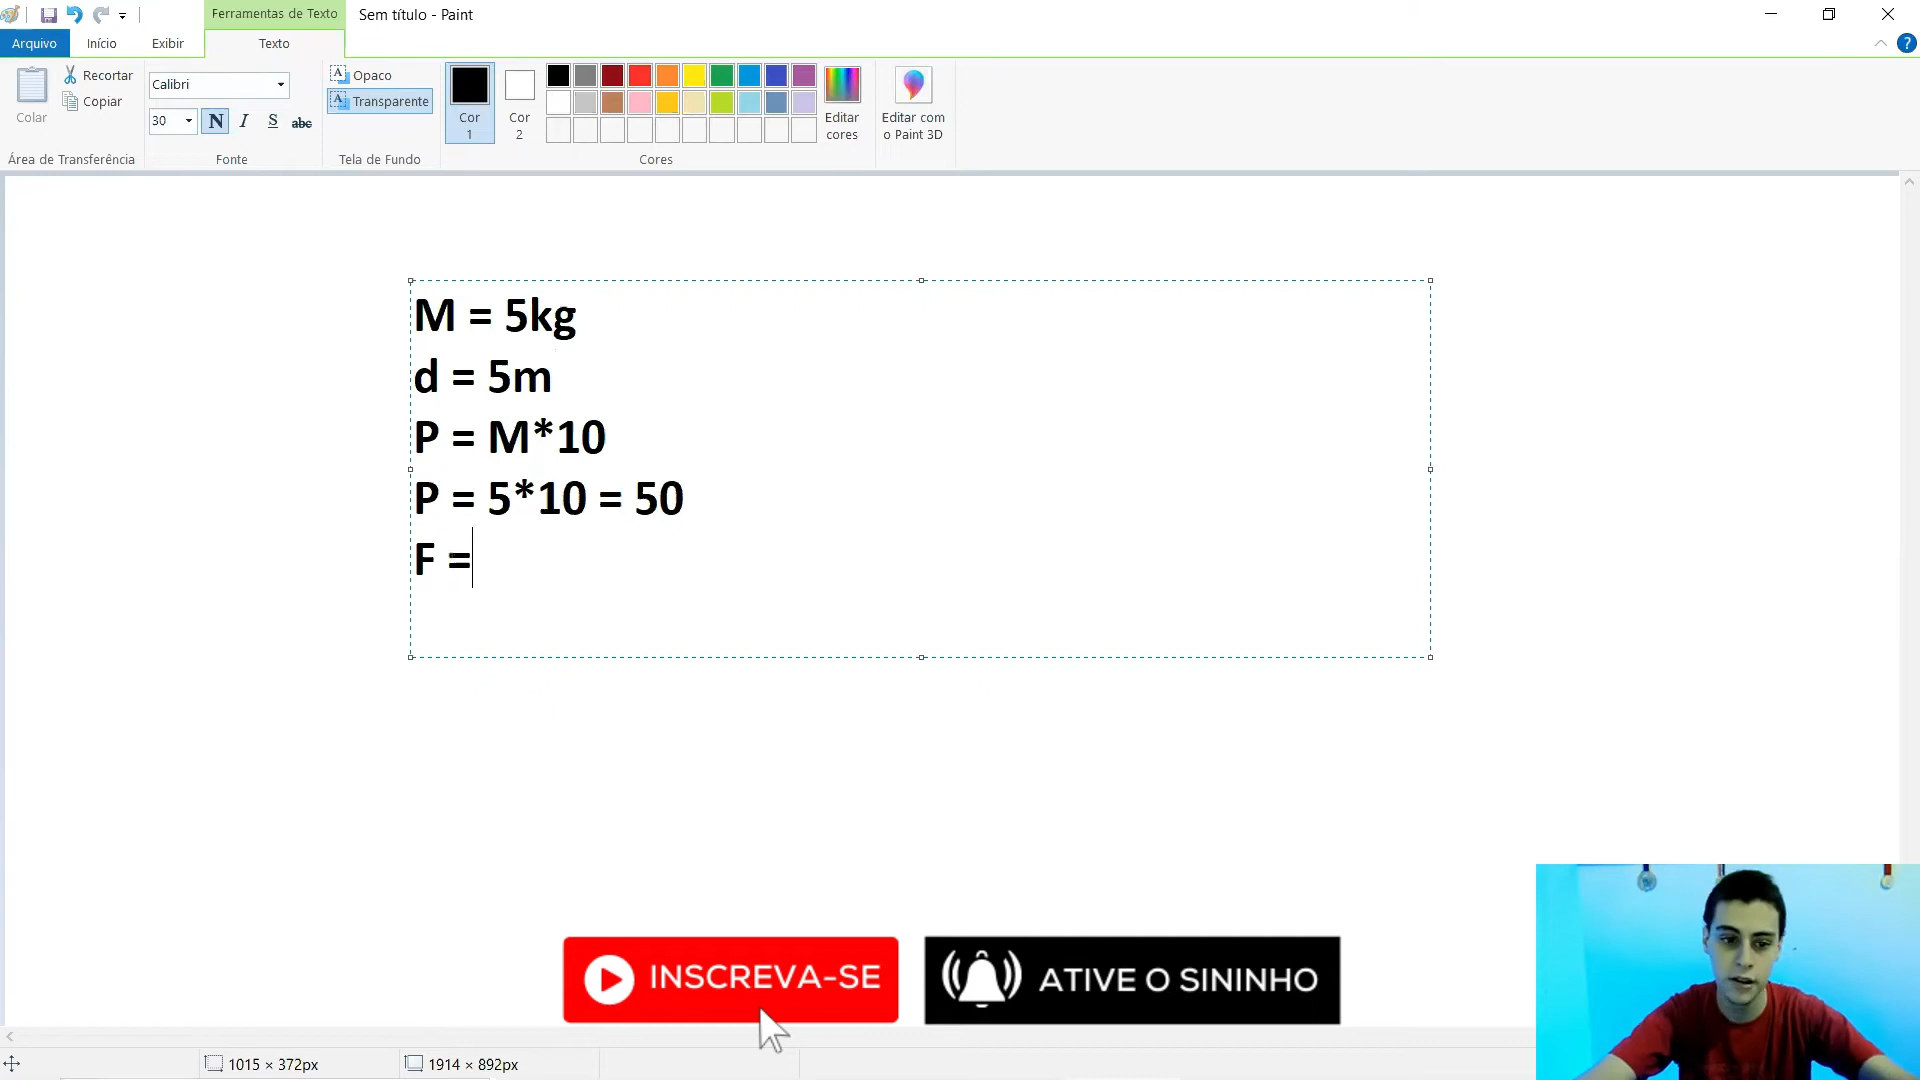 Ferramentas de Texto
Sem título - Paint
Arquivo
Início
Exibir
Texto
Colar
Recortar
Copiar
Área de Transferência
Calibri
30
N
I
S
abc
Fonte
Opaco
Transparente
Tela de Fundo
Cor
1
Cor
2
Cores
Editar
cores
Editar com
o Paint 3D
M = 5kg
d = 5m
P = M*10
P = 5*10 = 50
F =
INSCREVA-SE
ATIVE O SININHO
1015 × 372px
1914 × 892px